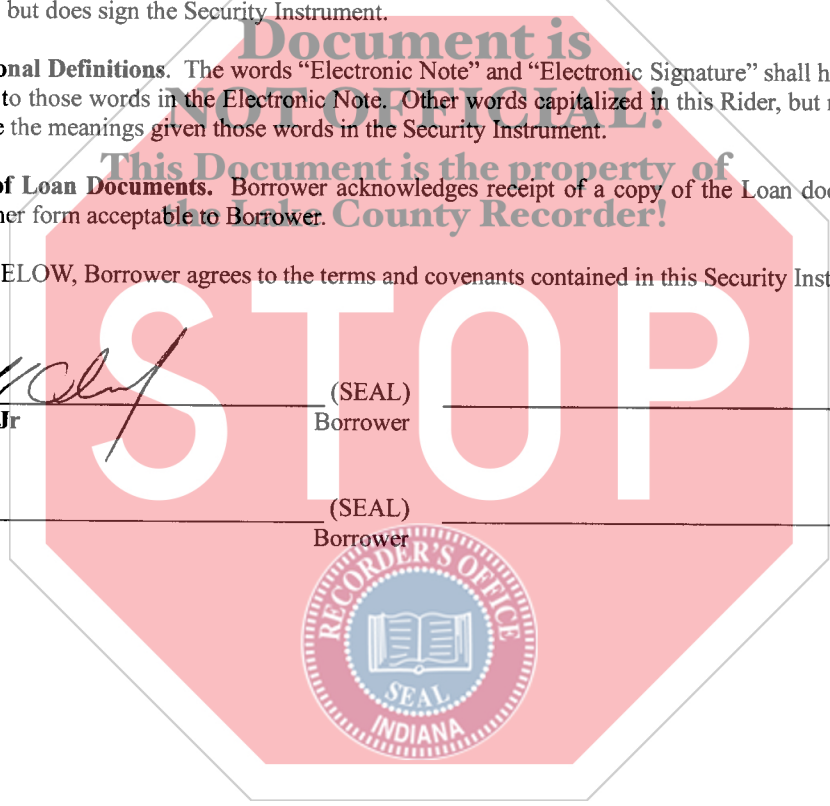 but does sign the Security Instrument.
Document is
onal Definitions. The words “Electronic Note” and “Electronic Signature” shall h
to those words in the Electronic Note. Other words capitalized in this Rider, but
NOT OFFICIAL!
e the meanings given those words in the Security Instrument.
This Document is the property of
of Loan Documents. Borrower acknowledges receipt of a copy of the Loan doc
the Lake County Recorder!
her form acceptable to Borrower.
ELOW, Borrower agrees to the terms and covenants contained in this Security Inst
STOP
(SEAL)
Jr Borrower
(SEAL)
Borrower
RECORDER'S OFFICE
SEAL
INDIANA